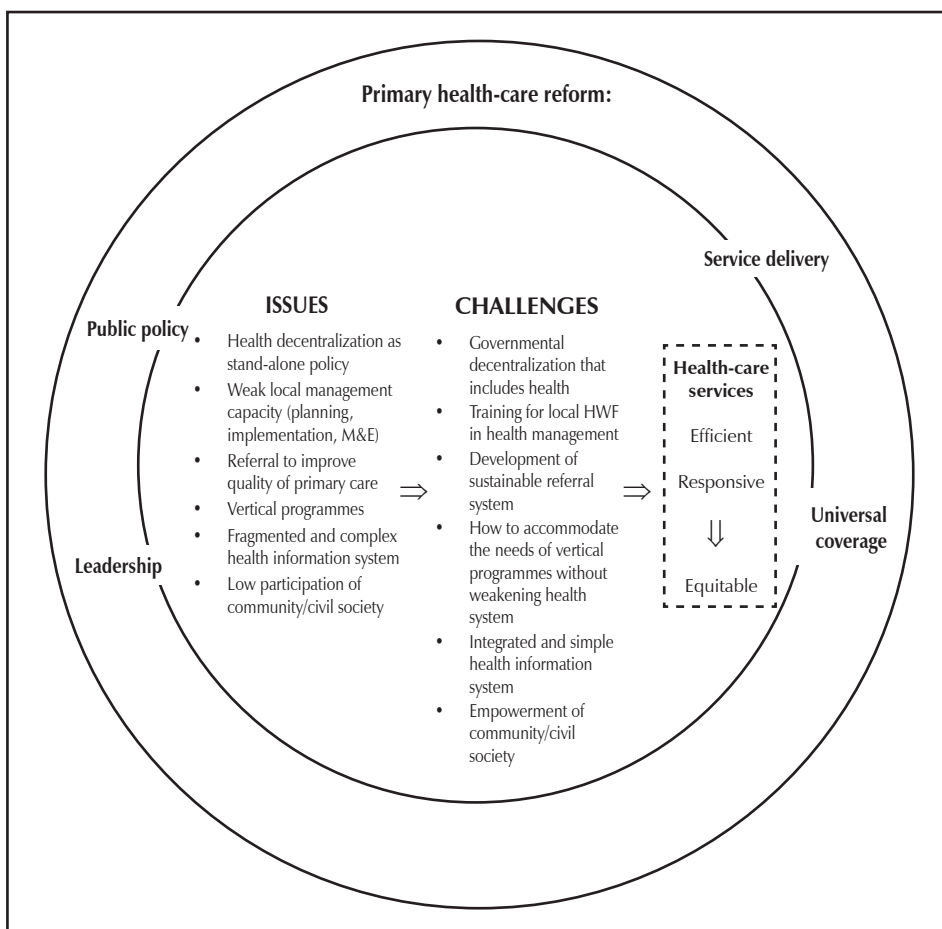 Primary health-care reform:
Service delivery
Public policy
Leadership
Universal
coverage
ISSUES
• Health decentralization as
stand-alone policy
• Weak local management
capacity (planning,
implementation, M&E)
• Referral to improve
quality of primary care
• Vertical programmes
• Fragmented and complex
health information system
• Low participation of
community/civil society
⇒
CHALLENGES
• Governmental
decentralization that
includes health
• Training for local HWF
in health management
• Development of
sustainable referral
system
• How to accommodate
the needs of vertical
programmes without
weakening health
system
• Integrated and simple
health information
system
• Empowerment of
community/civil
society
⇒
Health-care
services
Efficient
Responsive
⇓
Equitable